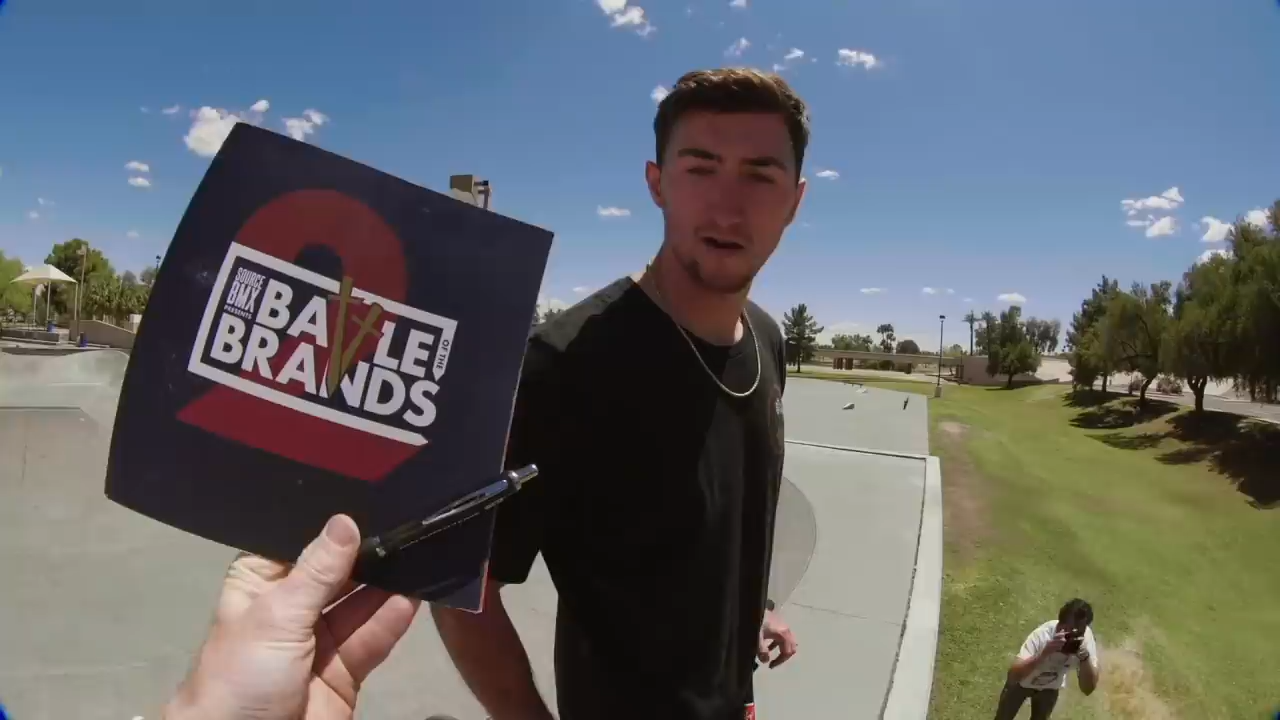 2
SOURCE
BMX
PRESENTS
BATTLE
OF THE
BRANDS